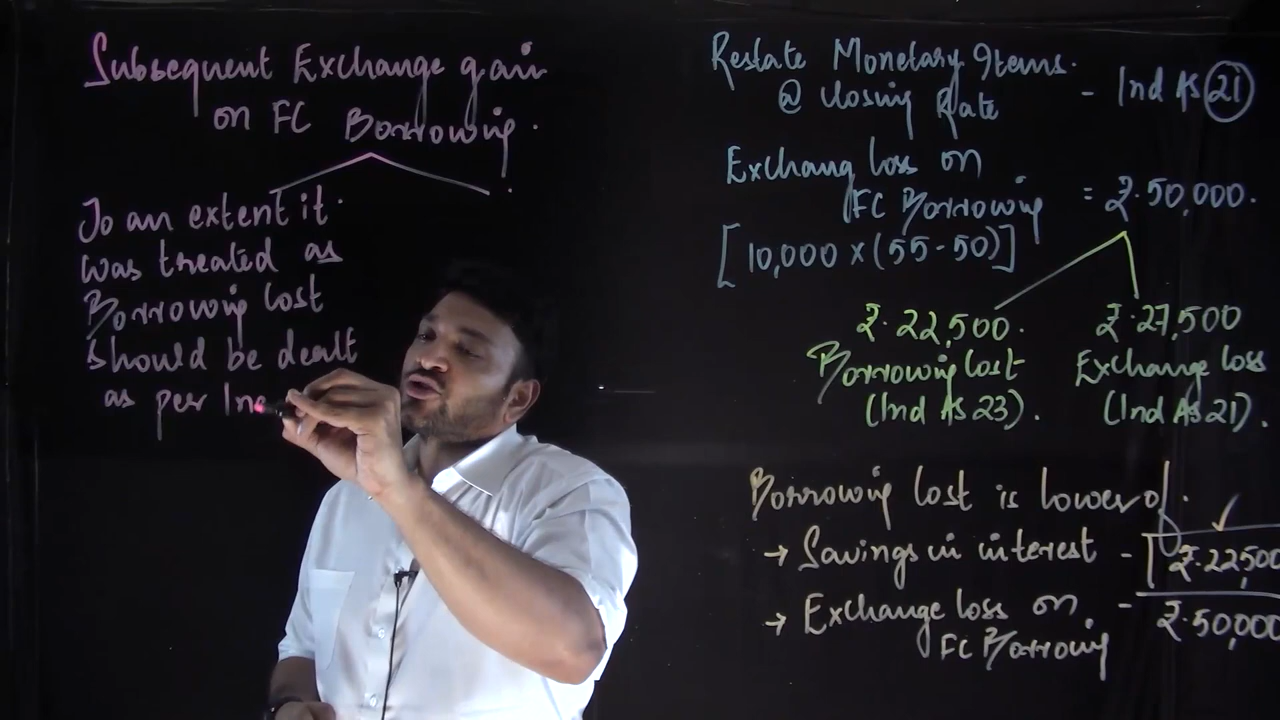 Subsequent Exchange gain
on FC Borrowing.
To an extent it
was treated as
Borrowing Cost
should be dealt
as per Ind
Restate Monetary Items.
@ Closing Rate
- Ind AS 21
Exchang loss on
FC Borrowing
= ₹.50,000.
[10,000 × (55-50)]
₹.22,500.
Borrowing Cost
(Ind AS 23).
₹.27,500
Exchange loss
(Ind AS 21).
Borrowing Cost is lower of.
→ Savings in interest - ₹.22,500
→ Exchange loss on - ₹.50,000
FC Borrowing